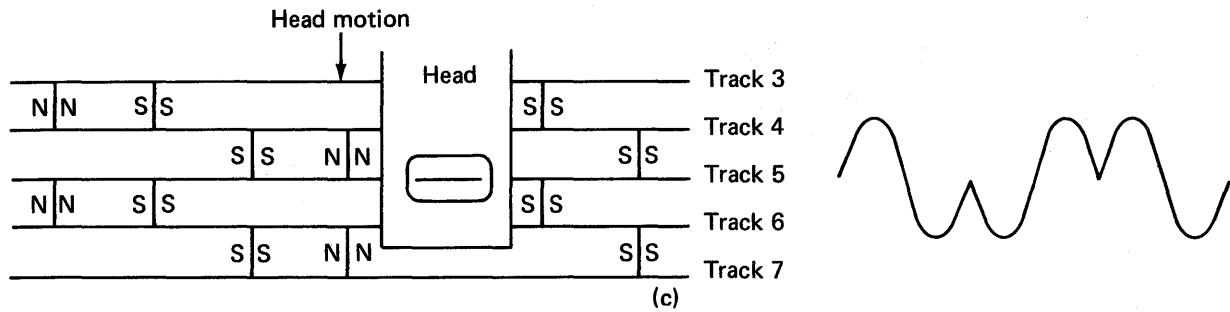 Head motion
Head
Track 3
N N S S S S
Track 4
S S N N S S
Track 5
N N S S S S
Track 6
S S N N S S
Track 7
(c)